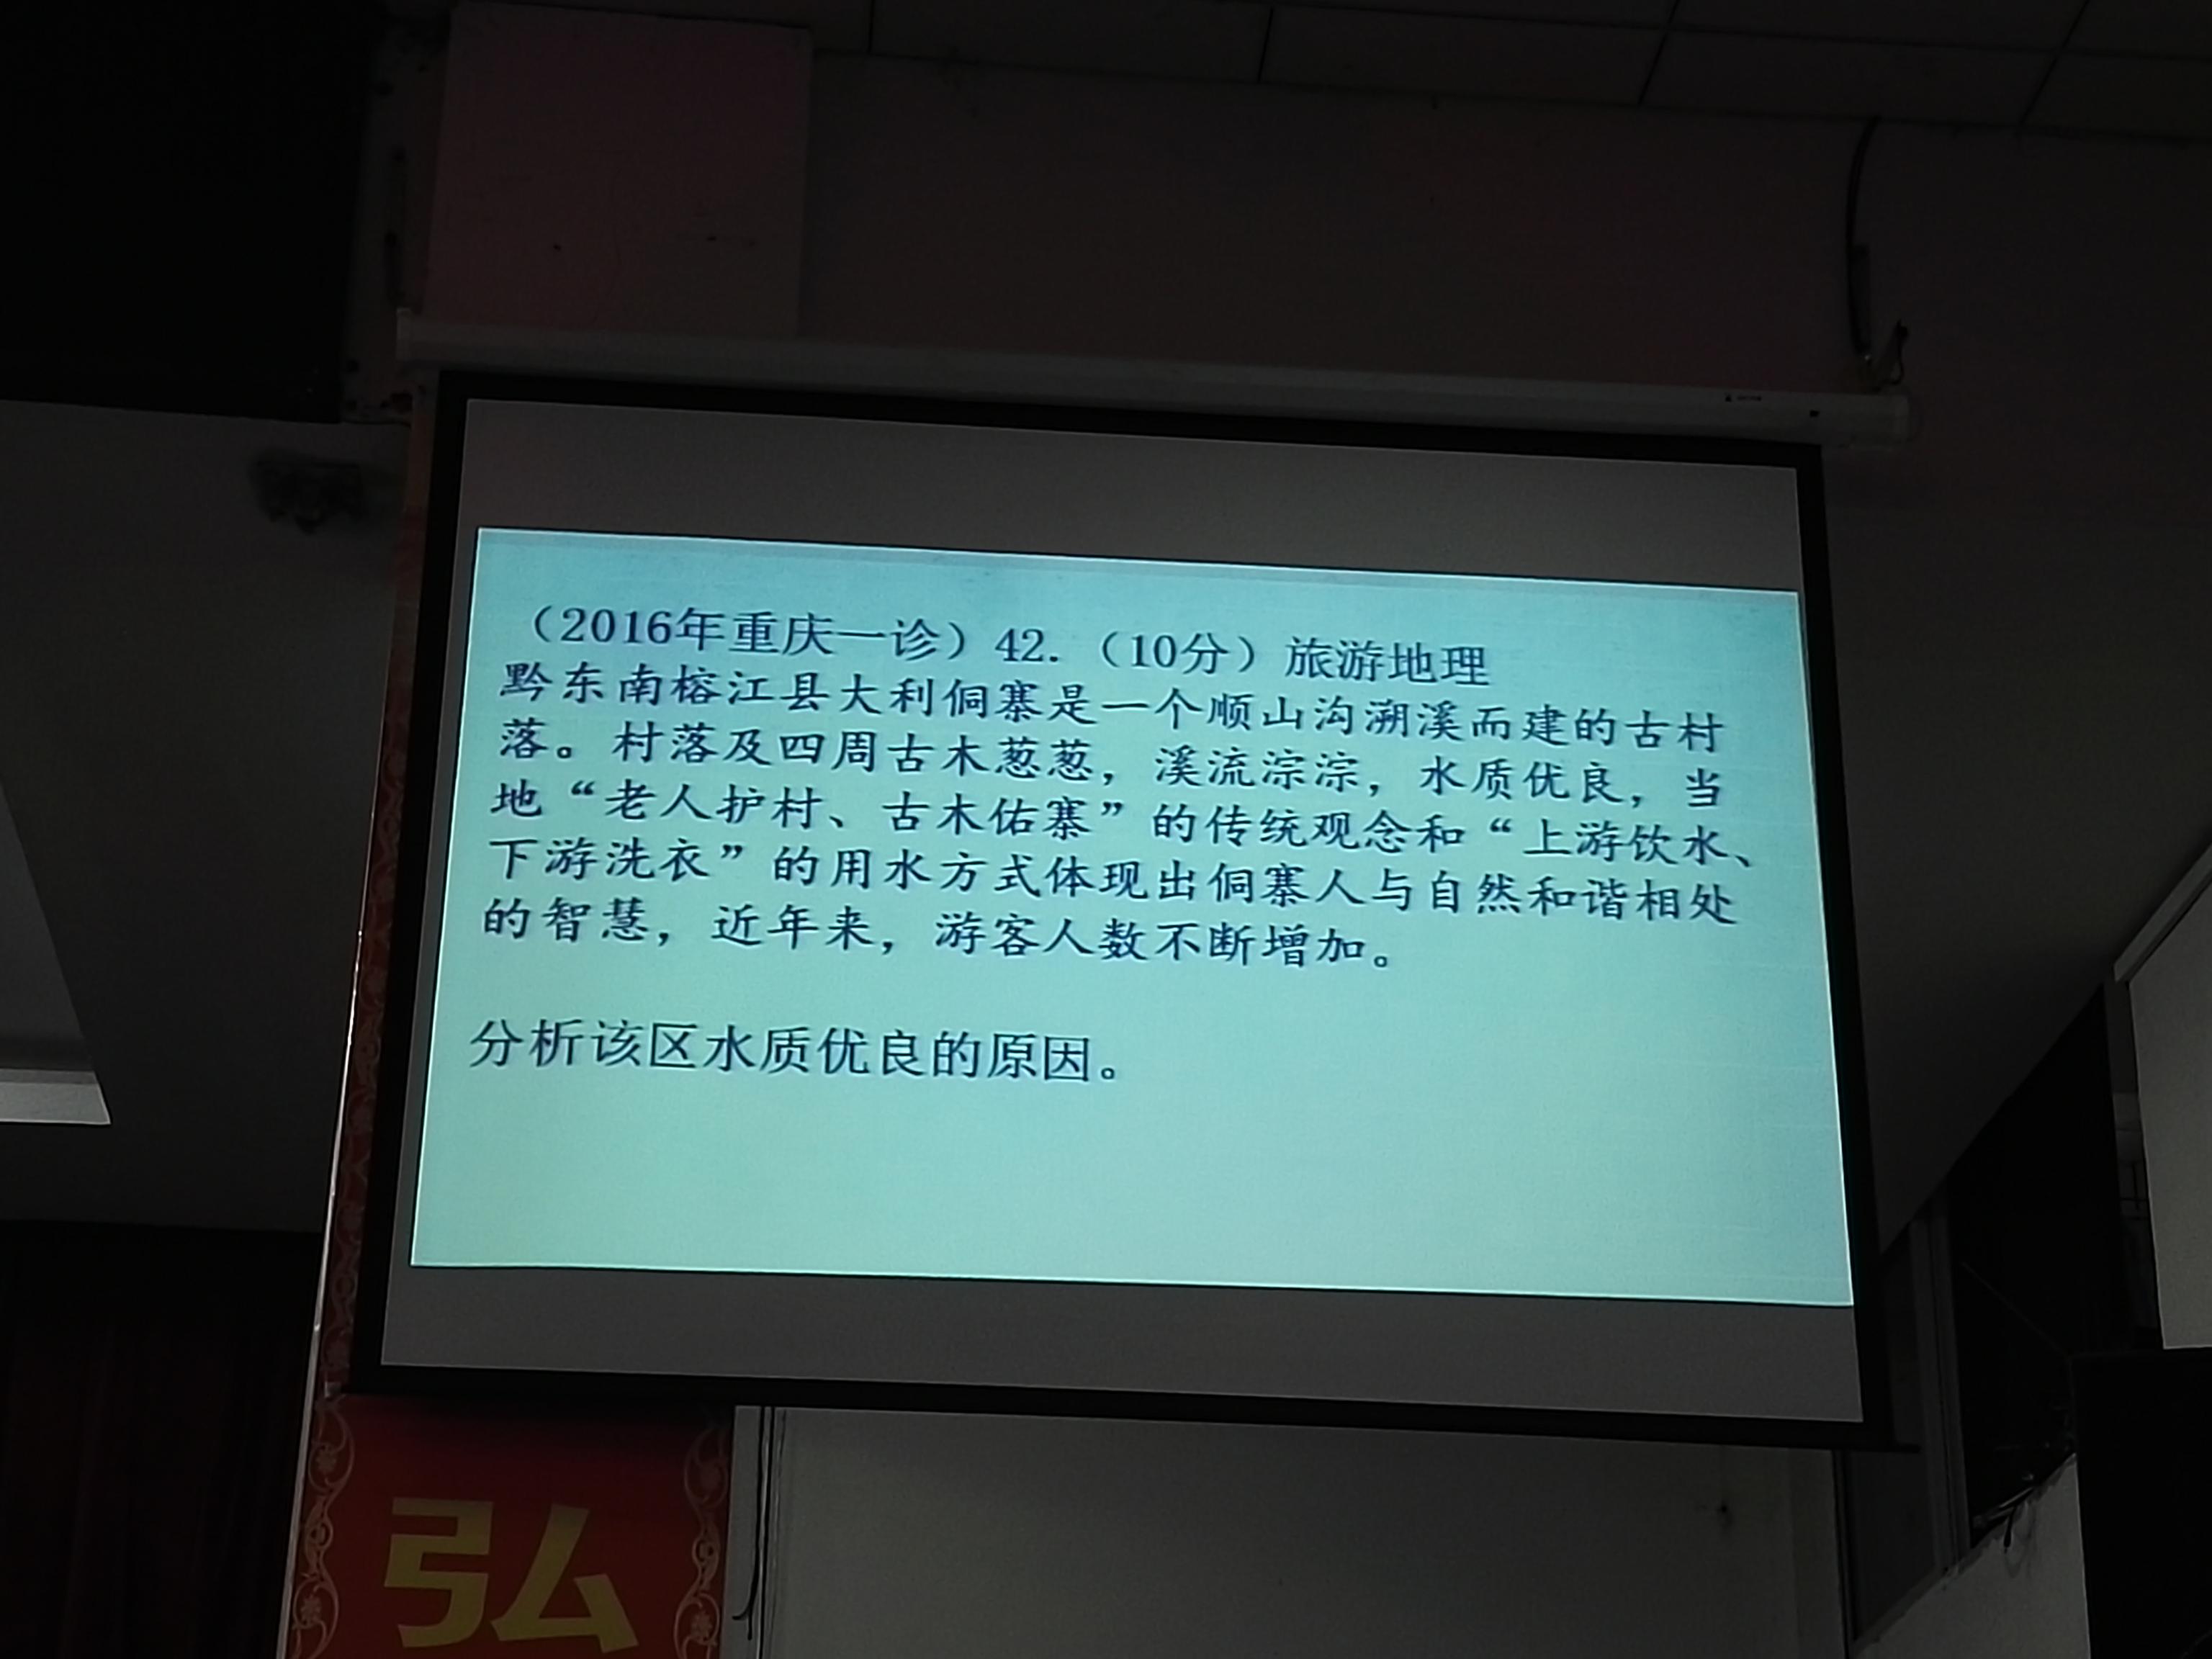 （2016年重庆一诊）42.（10分）旅游地理
黔东南榕江县大利侗寨是一个顺山沟溯溪而建的古村
落。村落及四周古木葱葱，溪流淙淙，水质优良，当
地“老人护村、古木佑寨”的传统观念和“上游饮水、
下游洗衣”的用水方式体现出侗寨人与自然和谐相处
的智慧，近年来，游客人数不断增加。
分析该区水质优良的原因。
弘